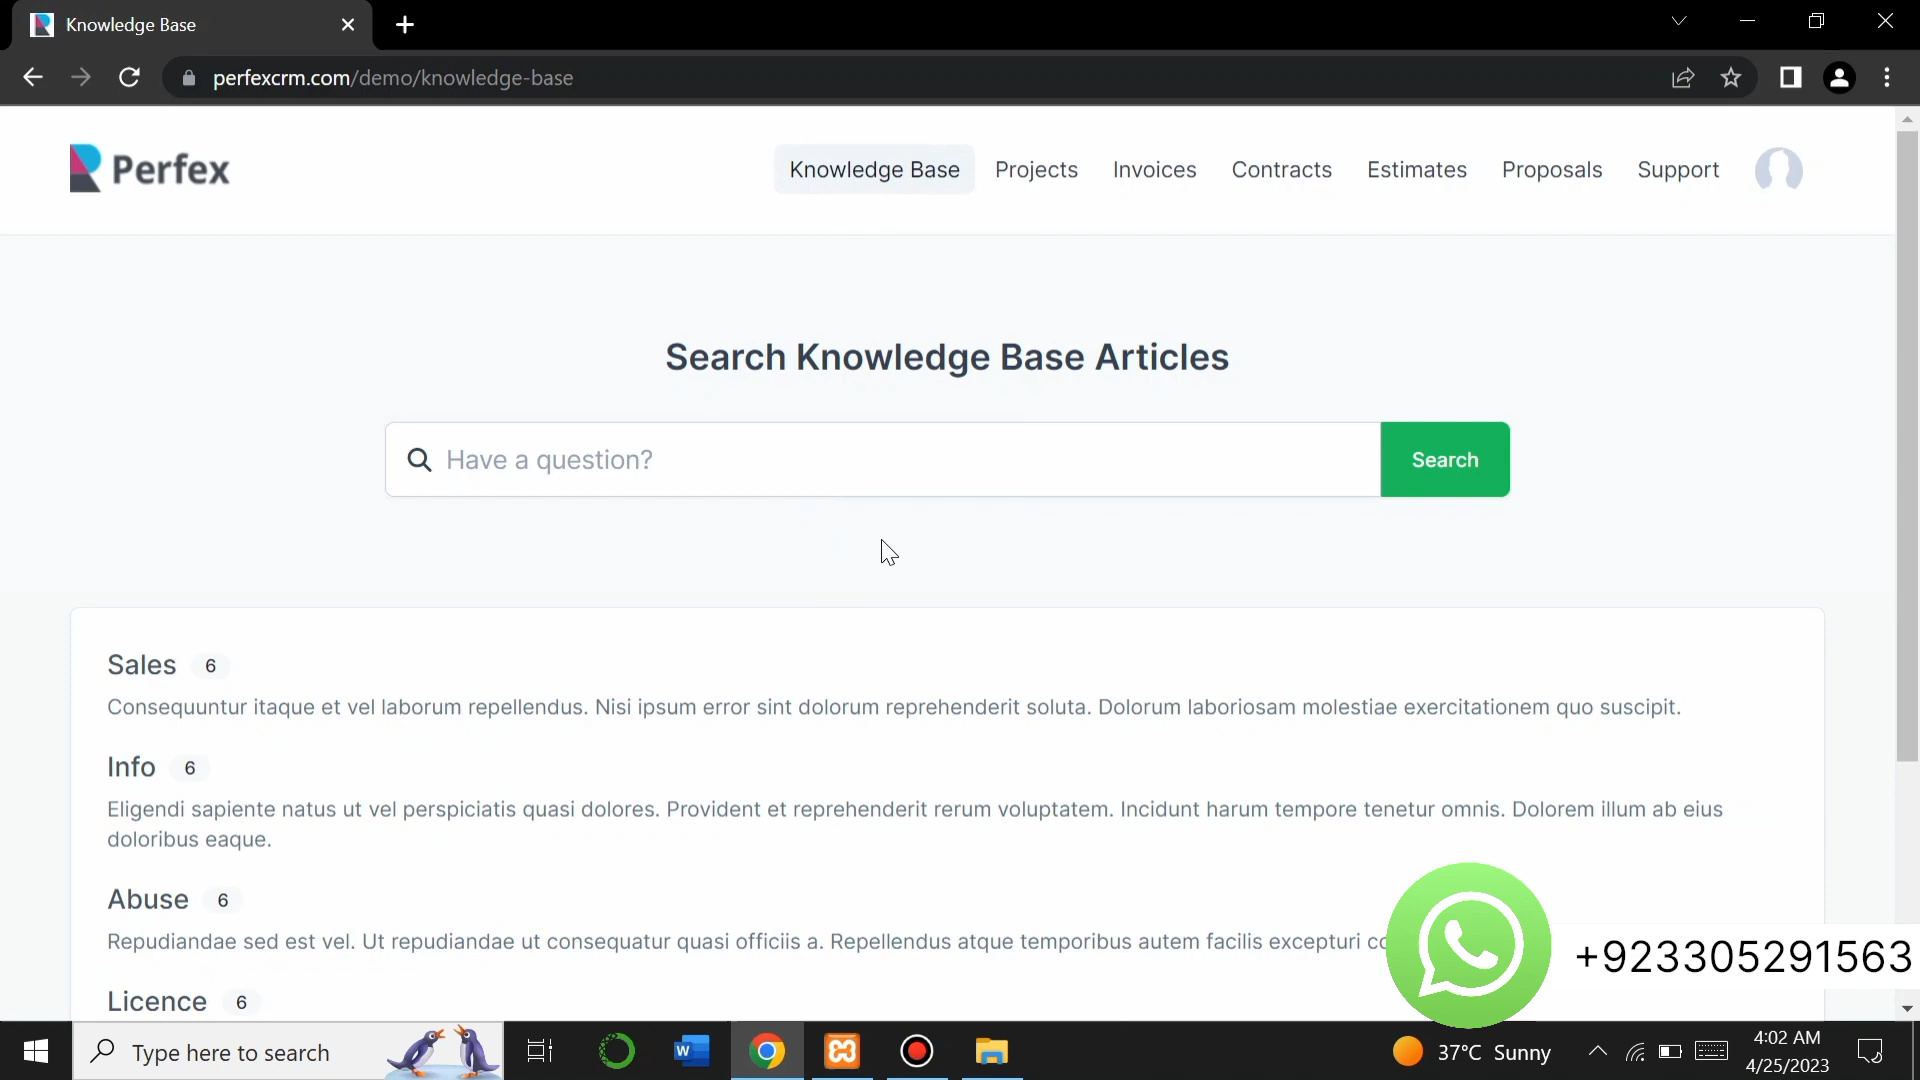 Knowledge Base
perfexcrm.com/demo/knowledge-base
Perfex
Knowledge Base Projects Invoices Contracts Estimates Proposals Support
Search Knowledge Base Articles
Have a question?
Search
Sales 6
Consequuntur itaque et vel laborum repellendus. Nisi ipsum error sint dolorum reprehenderit soluta. Dolorum laboriosam molestiae exercitationem quo suscipit.
Info 6
Eligendi sapiente natus ut vel perspiciatis quasi dolores. Provident et reprehenderit rerum voluptatem. Incidunt harum tempore tenetur omnis. Dolorem illum ab eius
doloribus eaque.
Abuse 6
Repudiandae sed est vel. Ut repudiandae ut consequatur quasi officiis a. Repellendus atque temporibus autem facilis excepturi
+923305291563
Licence 6
Type here to search
37°C Sunny
4:02 AM
4/25/2023